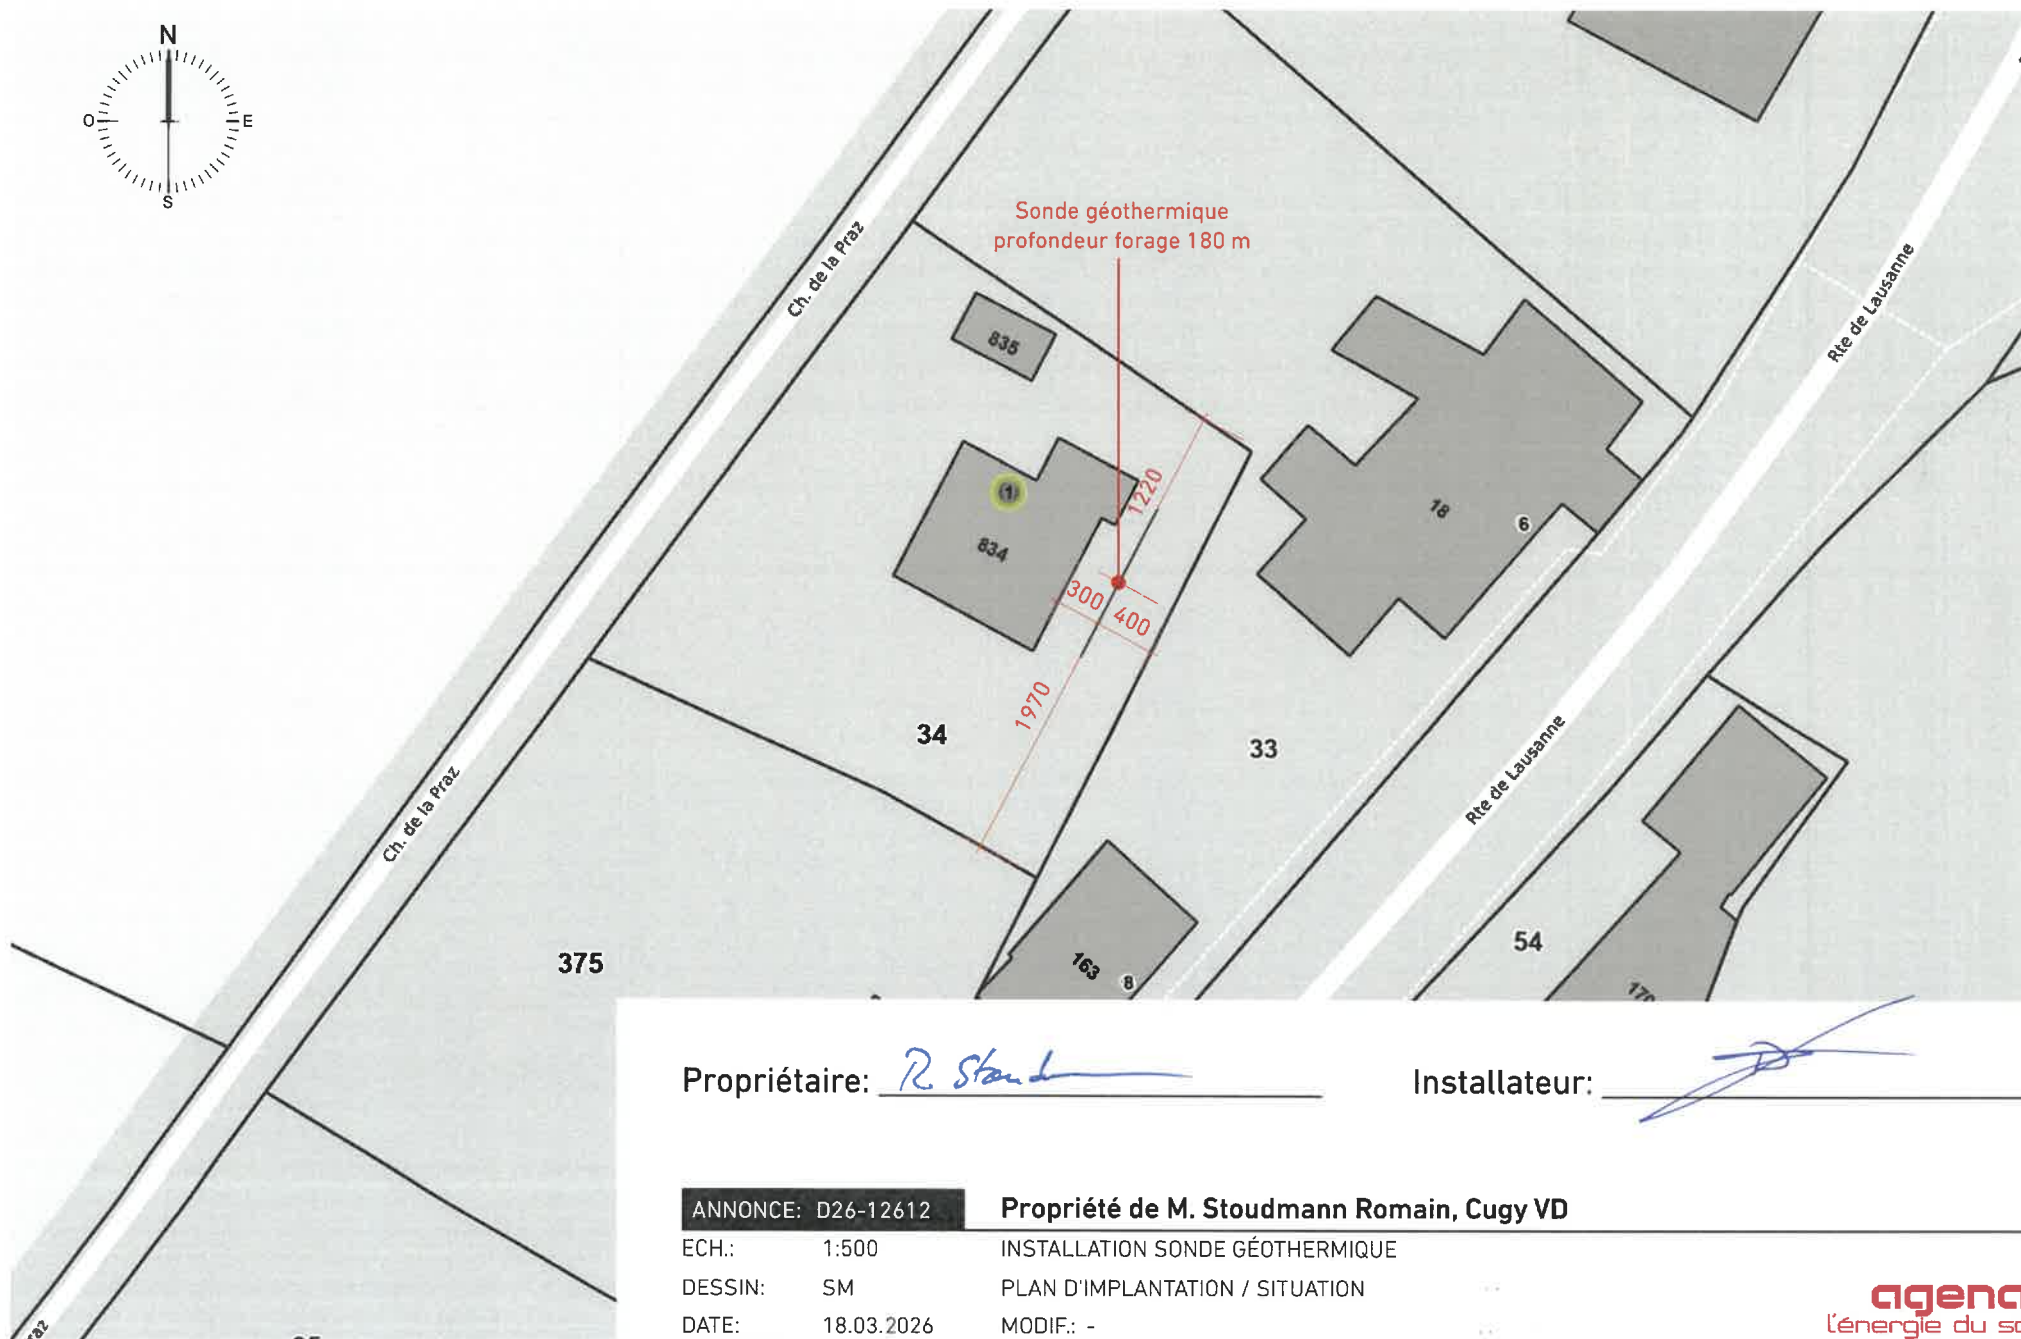 N
O
E
S
Sonde géothermique
profondeur forage 180 m
Ch. de la Praz
Rte de Lausanne
835
1220
(1)
834
18
6
300
400
1970
34
33
Rte de Lausanne
Ch. de la Praz
375
54
163
8
Propriétaire: R Stoud
Installateur:
ANNONCE: D26-12612
Propriété de M. Stoudmann Romain, Cugy VD
ECH.: 1:500
INSTALLATION SONDE GÉOTHERMIQUE
DESSIN: SM
PLAN D'IMPLANTATION / SITUATION
DATE: 18.03.2026
MODIF.: -
agena
l'énergie du so